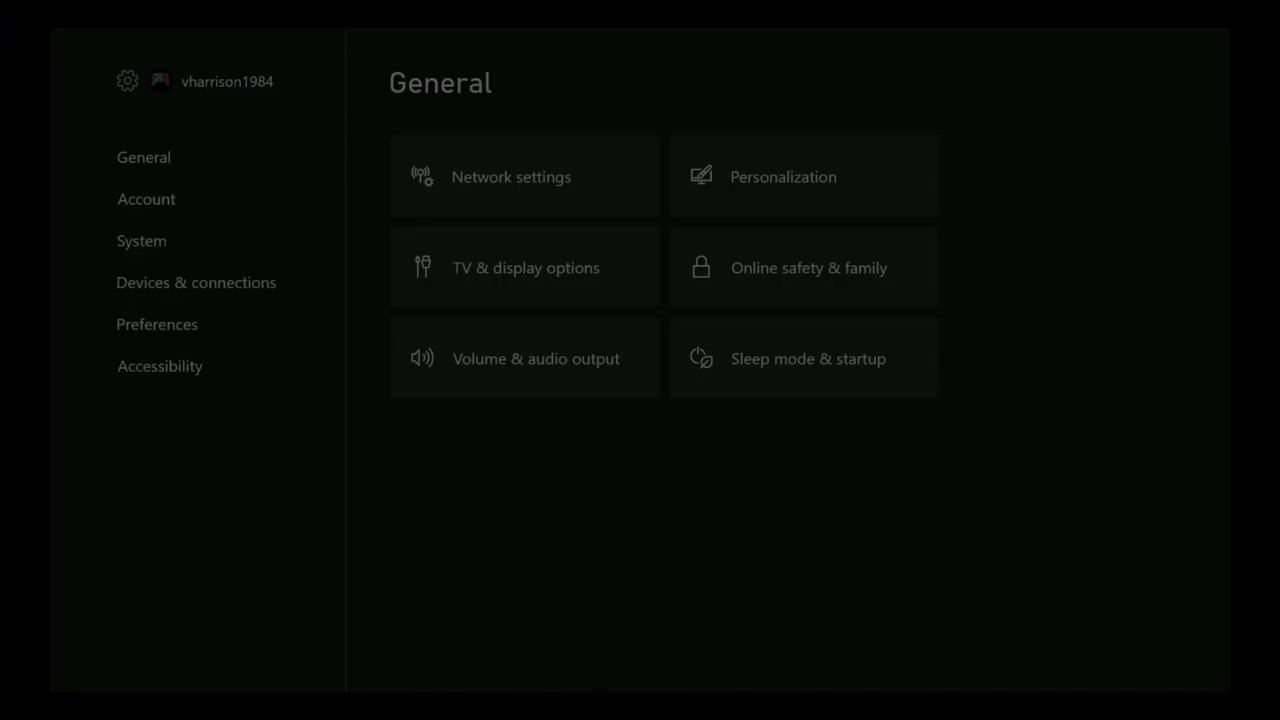 vharrison1984
General
Account
System
Devices & connections
Preferences
Accessibility
General
Network settings
Personalization
TV & display options
Online safety & family
Volume & audio output
Sleep mode & startup